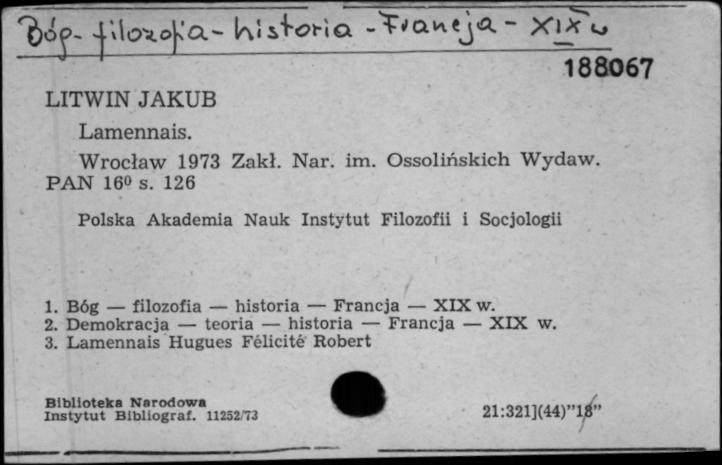 Bóg - filozofia - historia - Francja - XIX w
188067
LITWIN JAKUB
Lamennais.
Wrocław 1973 Zakł. Nar. im. Ossolińskich Wydaw.
PAN 16⁰ s. 126
Polska Akademia Nauk Instytut Filozofii i Socjologii
1. Bóg — filozofia — historia — Francja — XIX w.
2. Demokracja — teoria — historia — Francja — XIX w.
3. Lamennais Hugues Félicité Robert
Biblioteka Narodowa
Instytut Bibliograf. 11252/73
21:321](44)”18”